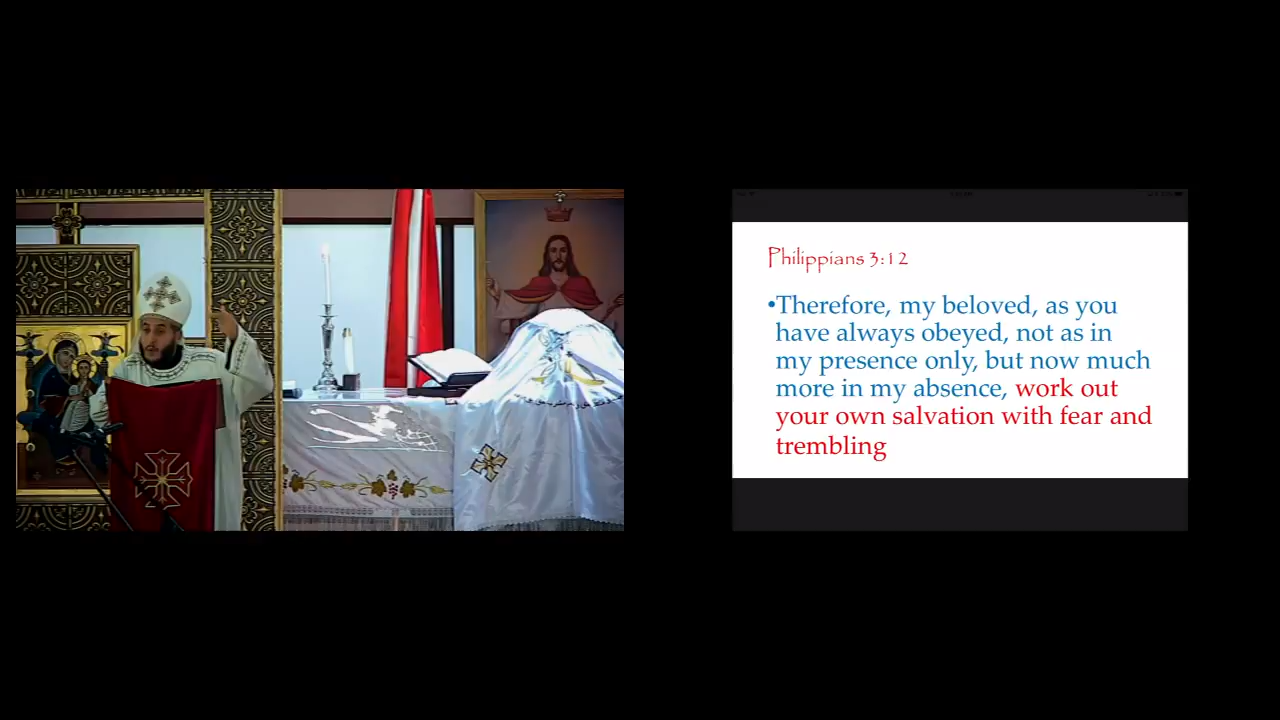 Philippians 3:12
•Therefore, my beloved, as you
have always obeyed, not as in
my presence only, but now much
more in my absence, work out
your own salvation with fear and
trembling